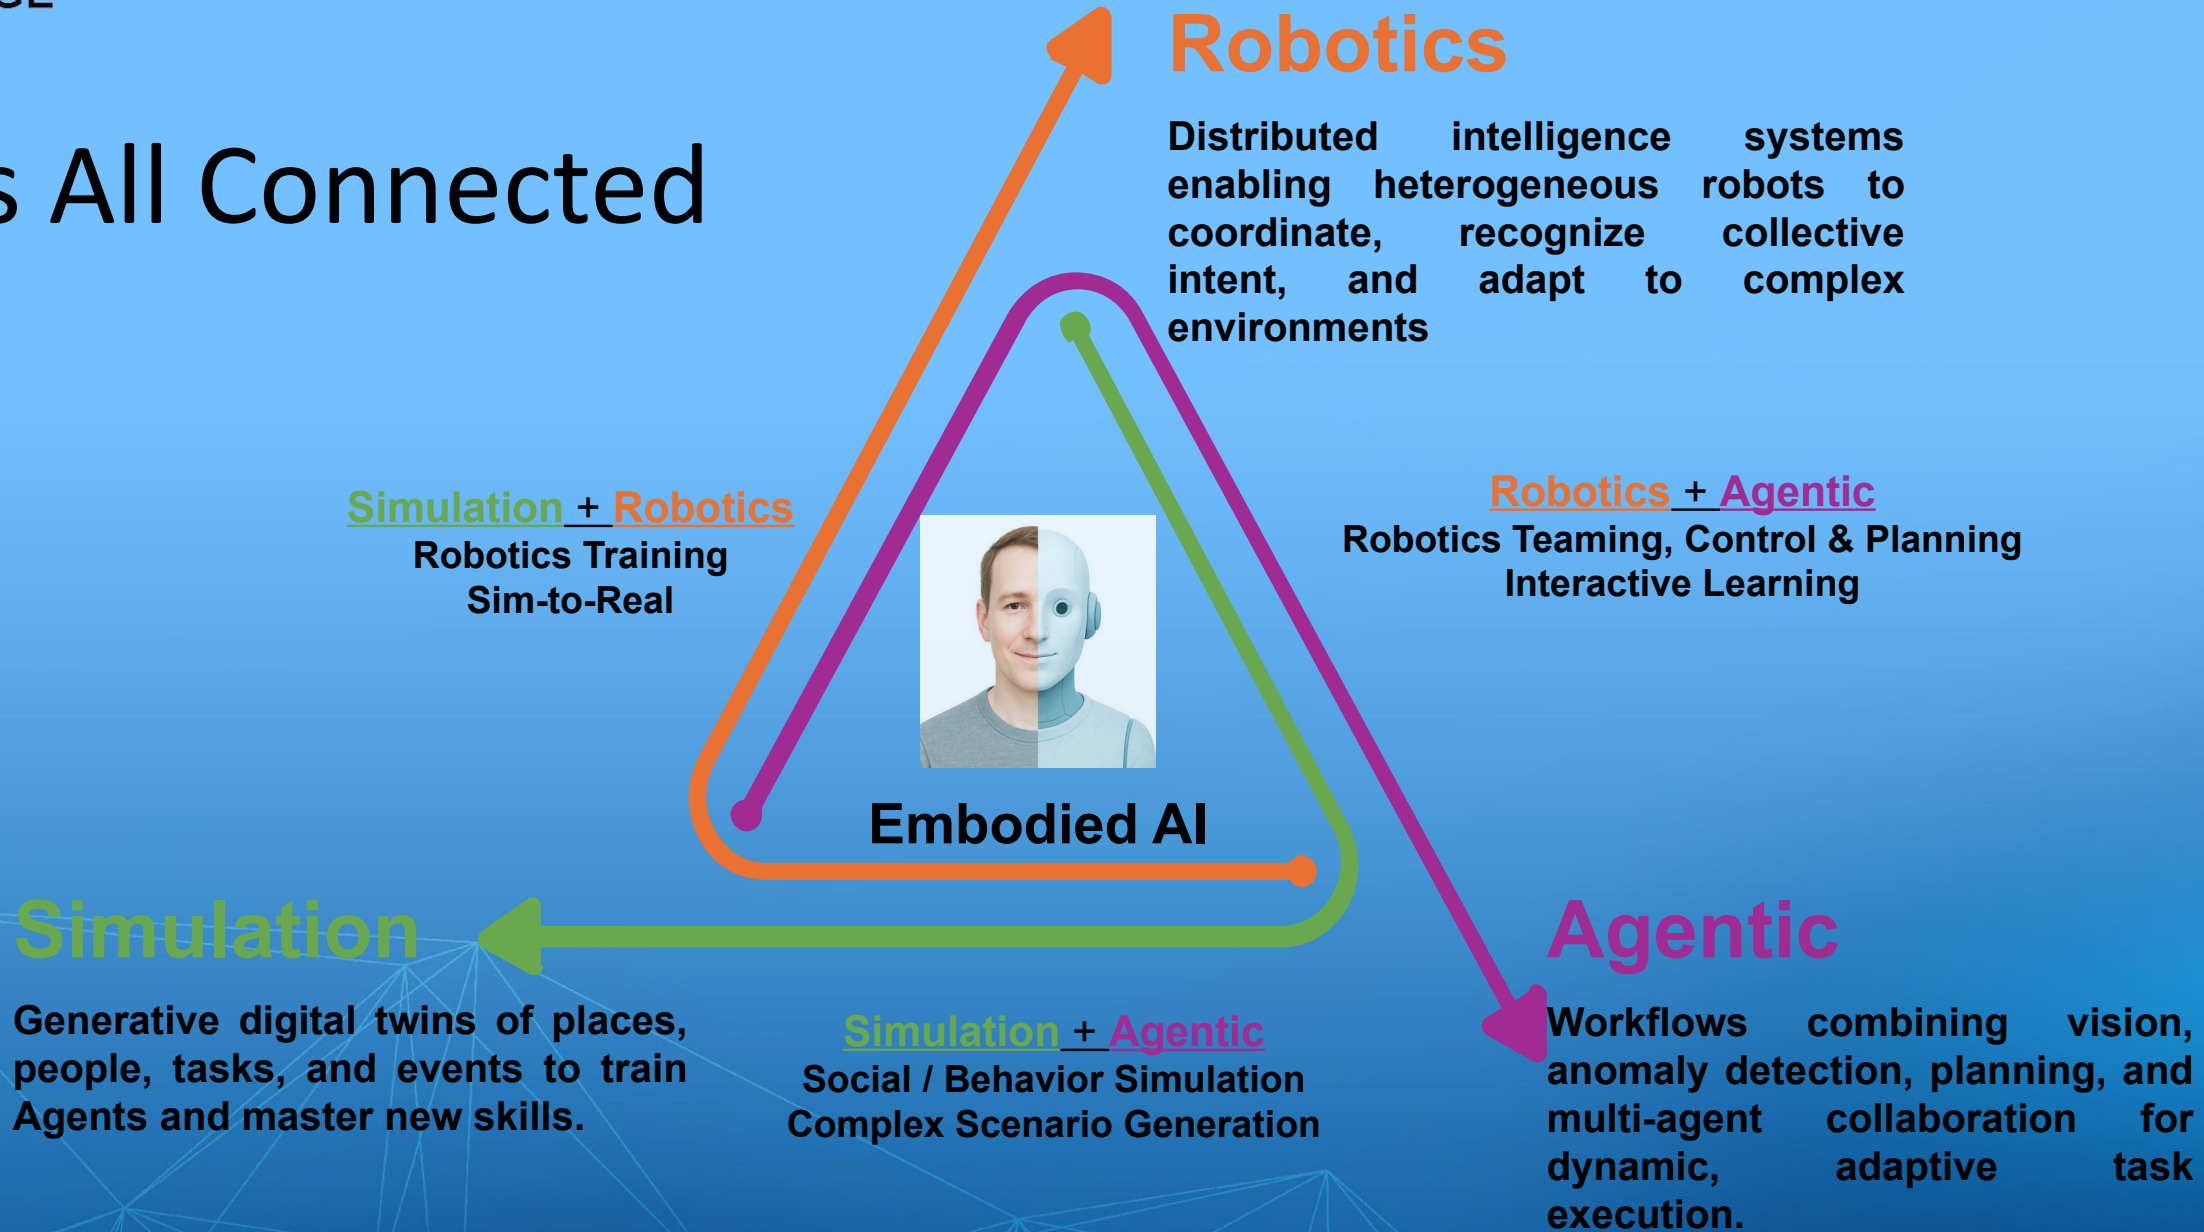 Robotics
Distributed intelligence systems
enabling heterogeneous robots to
coordinate, recognize collective
intent, and adapt to complex
environments
s All Connected
Simulation + Robotics
Robotics Training
Sim-to-Real
Robotics + Agentic
Robotics Teaming, Control & Planning
Interactive Learning
Embodied AI
Simulation
Generative digital twins of places,
people, tasks, and events to train
Agents and master new skills.
Simulation + Agentic
Social / Behavior Simulation
Complex Scenario Generation
Agentic
Workflows combining vision,
anomaly detection, planning, and
multi-agent collaboration for
dynamic, adaptive task
execution.